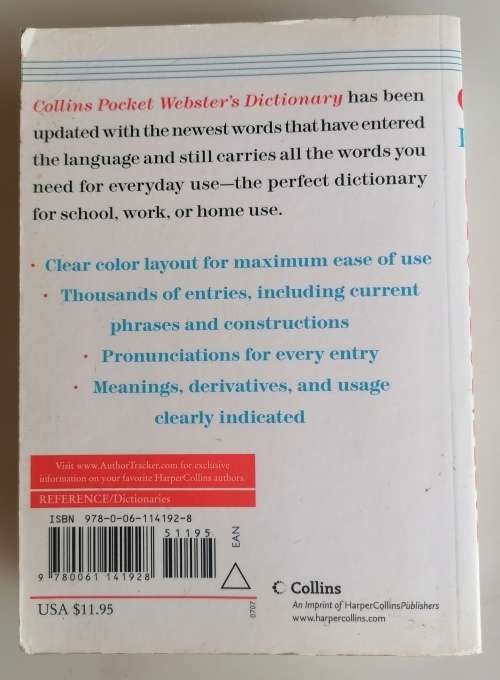 Collins Pocket Webster's Dictionary has been
updated with the newest words that have entered
the language and still carries all the words you
need for everyday use—the perfect dictionary
for school, work, or home use.
· Clear color layout for maximum ease of use
· Thousands of entries, including current
phrases and constructions
· Pronunciations for every entry
· Meanings, derivatives, and usage
clearly indicated
Visit www.AuthorTracker.com for exclusive
information on your favorite HarperCollins authors.
REFERENCE/Dictionaries
ISBN 978-0-06-114192-8
51195
EAN
9 780061 141928
USA $11.95
0707
Collins
An Imprint of HarperCollinsPublishers
www.harpercollins.com